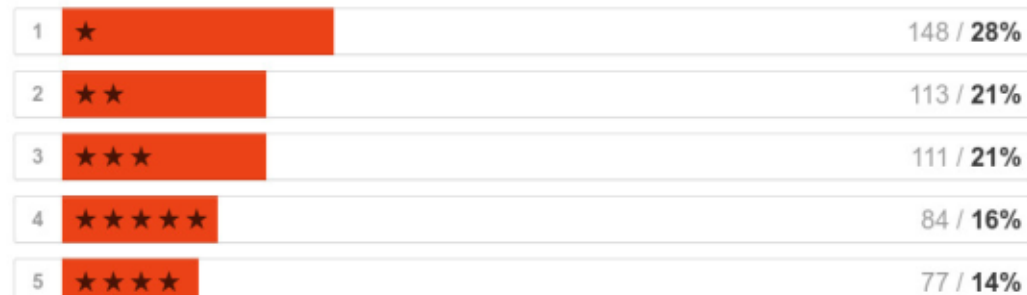 1 ★ 148 / 28%
2 ★★ 113 / 21%
3 ★★★ 111 / 21%
4 ★★★★★ 84 / 16%
5 ★★★★ 77 / 14%